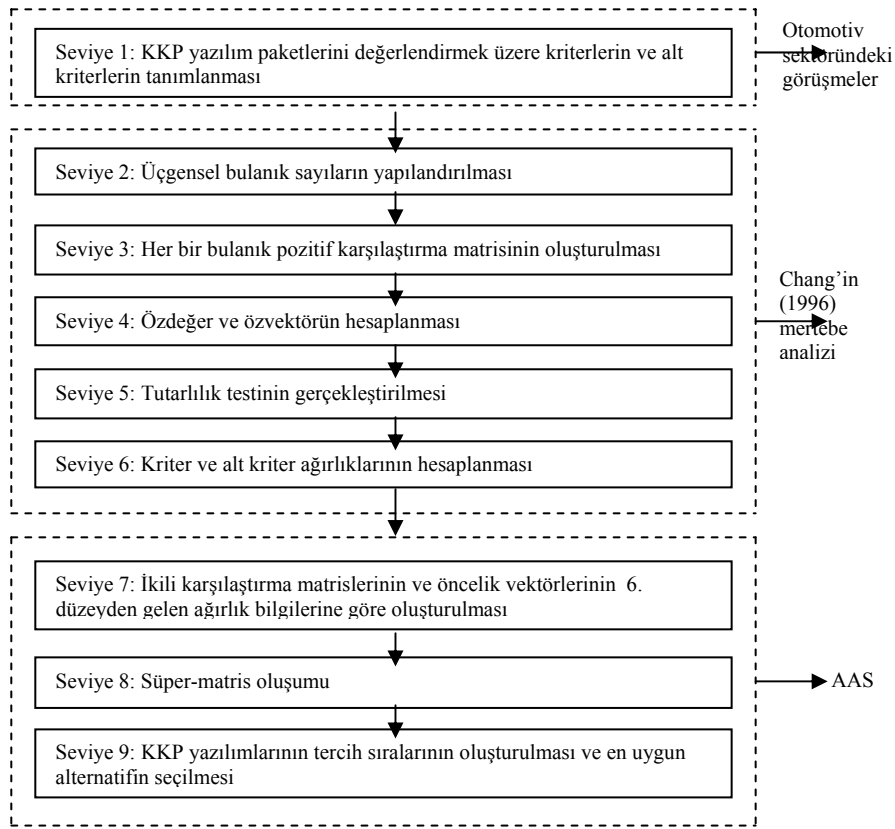 Seviye 1: KKP yazılım paketlerini değerlendirmek üzere kriterlerin ve alt
kriterlerin tanımlanması
Otomotiv
sektöründeki
görüşmeler
Seviye 2: Üçgensel bulanık sayıların yapılandırılması
Seviye 3: Her bir bulanık pozitif karşılaştırma matrisinin oluşturulması
Seviye 4: Özdeğer ve özvektörün hesaplanması
Seviye 5: Tutarlılık testinin gerçekleştirilmesi
Seviye 6: Kriter ve alt kriter ağırlıklarının hesaplanması
Chang’in
(1996)
mertebe
analizi
Seviye 7: İkili karşılaştırma matrislerinin ve öncelik vektörlerinin 6.
düzeyden gelen ağırlık bilgilerine göre oluşturulması
Seviye 8: Süper-matris oluşumu
Seviye 9: KKP yazılımlarının tercih sıralarının oluşturulması ve en uygun
alternatifin seçilmesi
AAS